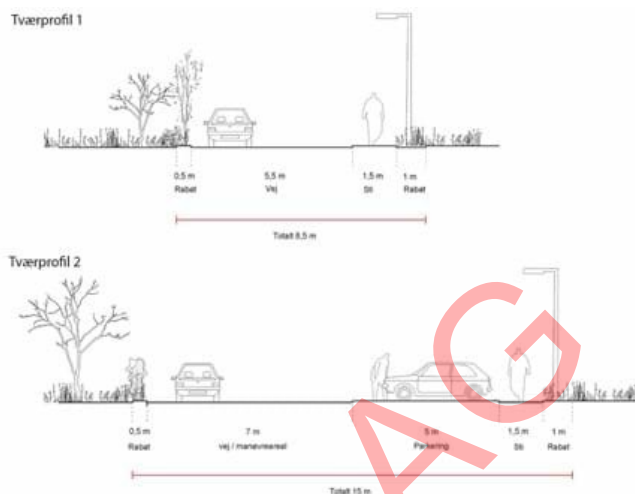 Tværprofil 1
0,5 m 5,5 m 1,5 m 1 m
Rabat Vej Sti Rabat
Totalt 8,5 m
Tværprofil 2
0,5 m 7 m 5 m 1,5 m 1 m
Rabat vej / manøvreareal Parkering Sti Rabat
Totalt 15 m
AG